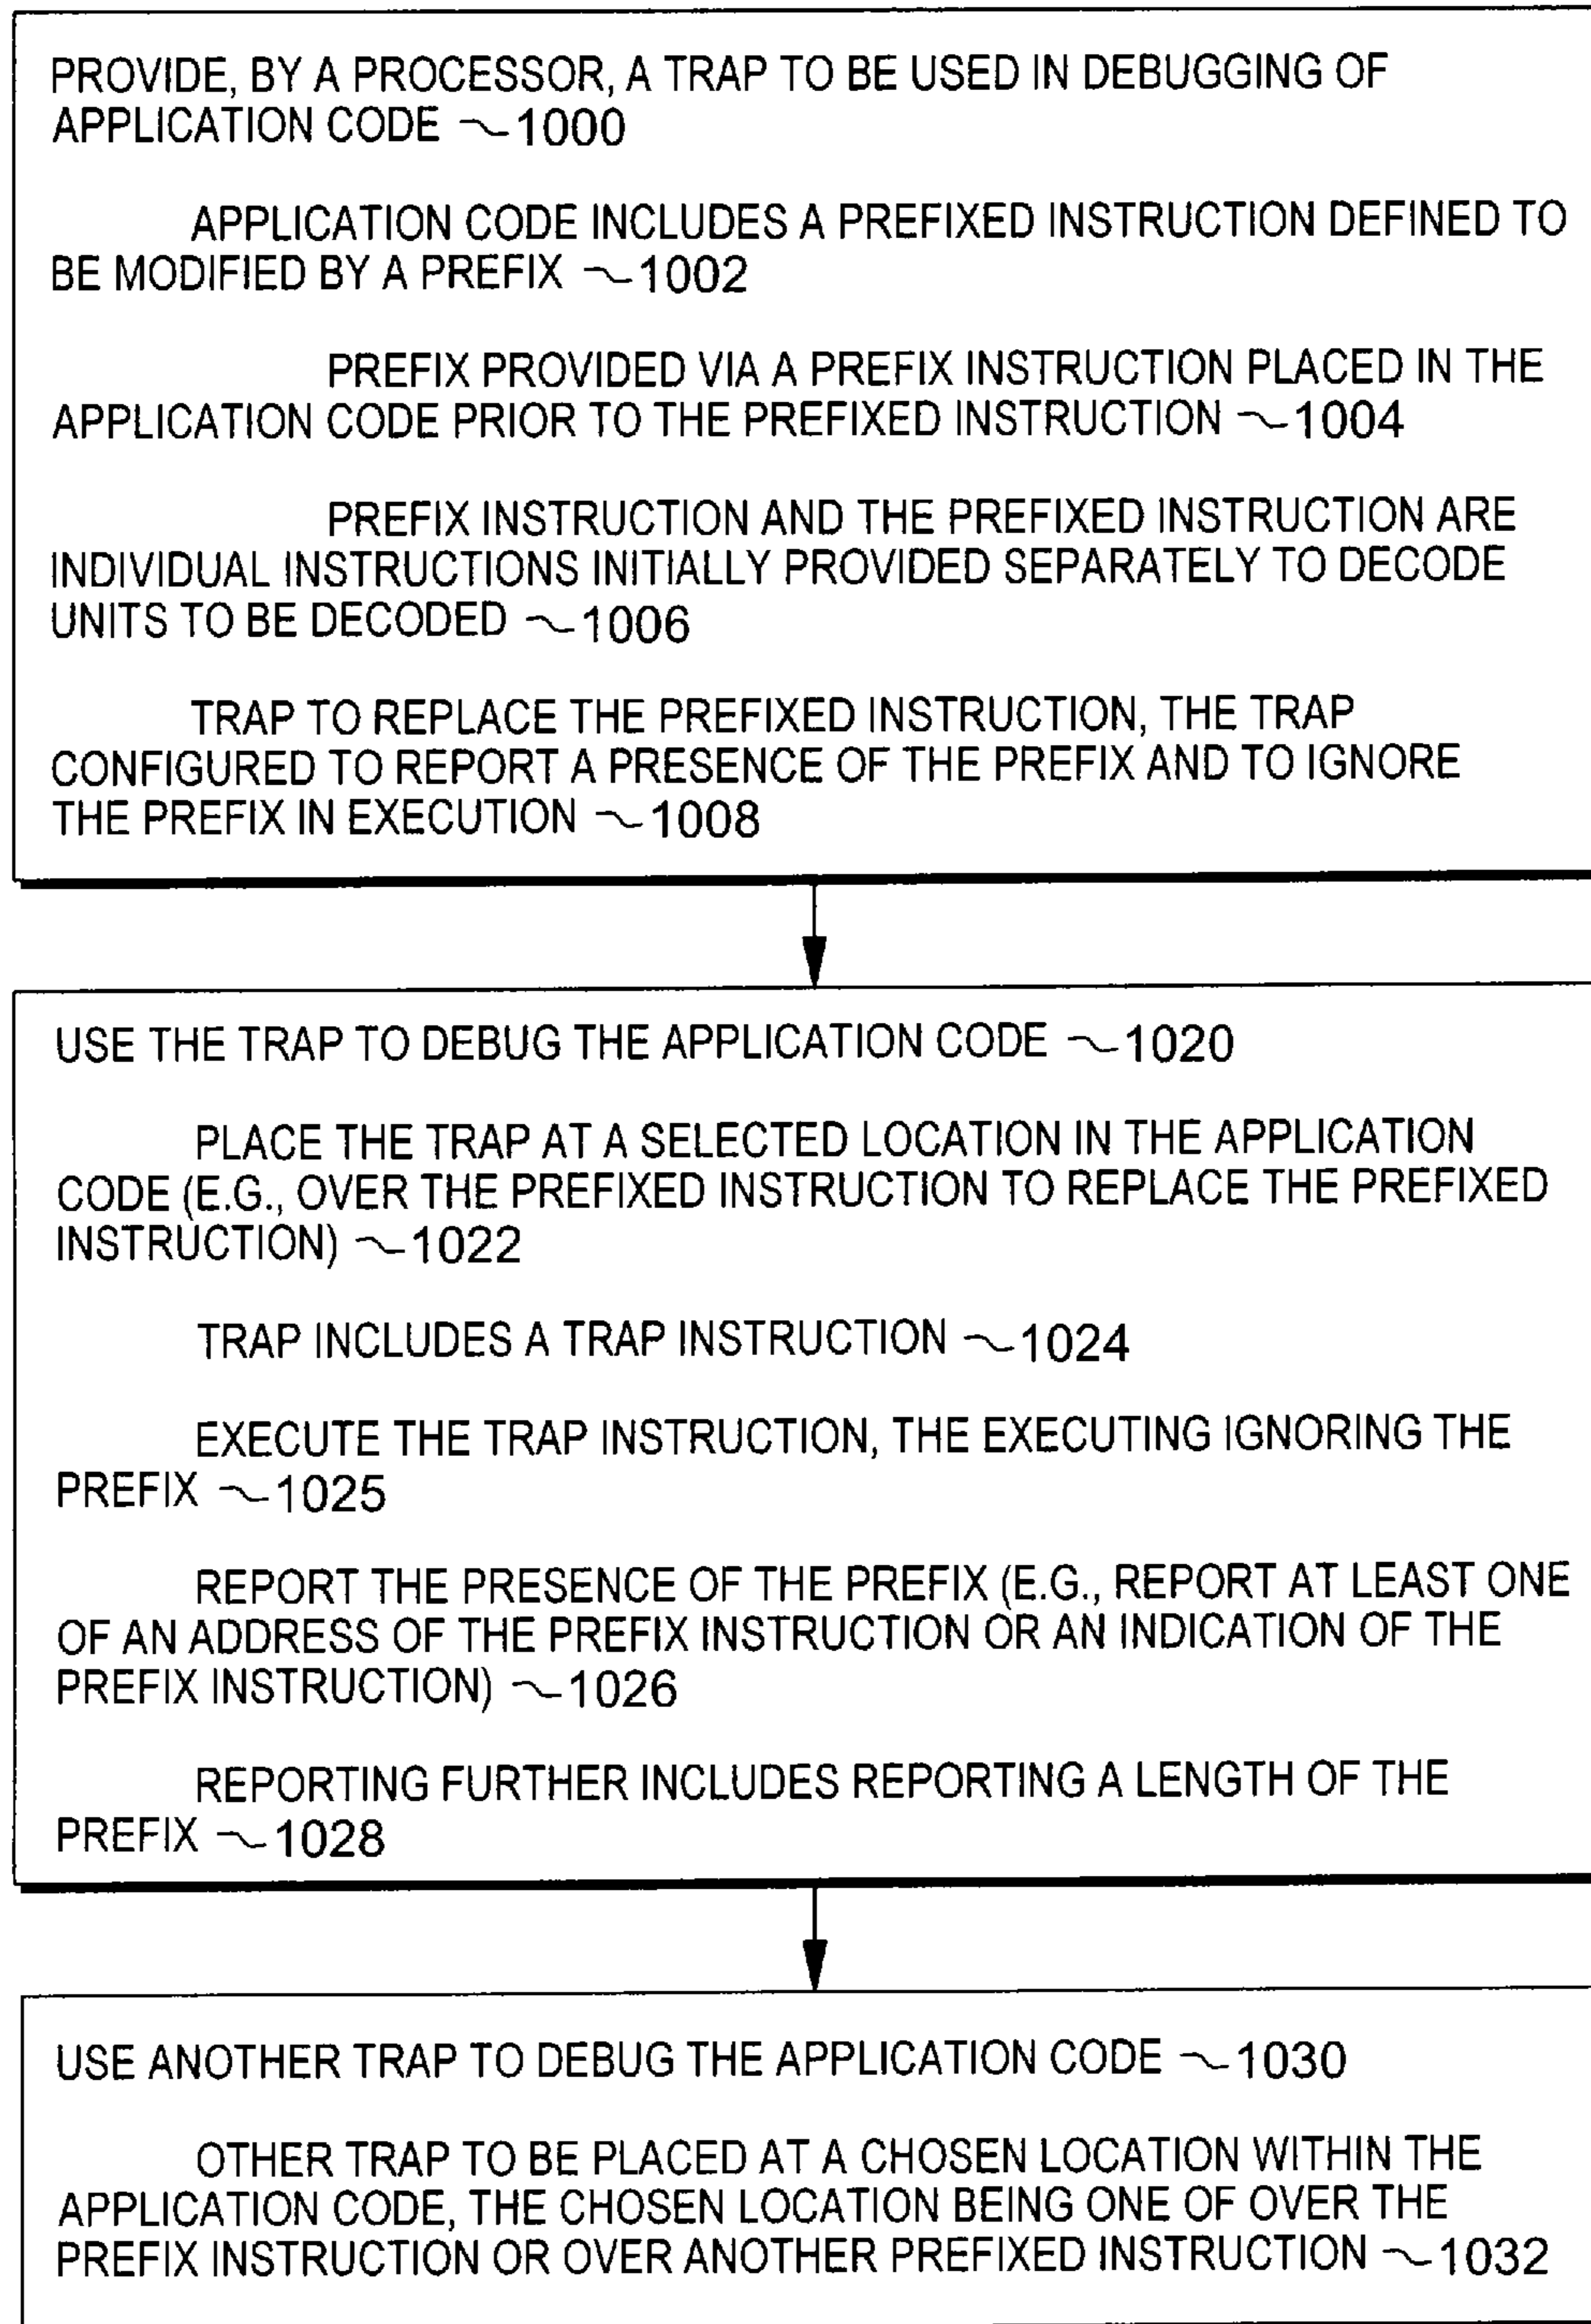 PROVIDE, BY A PROCESSOR, A TRAP TO BE USED IN DEBUGGING OF
APPLICATION CODE ~1000
APPLICATION CODE INCLUDES A PREFIXED INSTRUCTION DEFINED TO
BE MODIFIED BY A PREFIX ~1002
PREFIX PROVIDED VIA A PREFIX INSTRUCTION PLACED IN THE
APPLICATION CODE PRIOR TO THE PREFIXED INSTRUCTION ~1004
PREFIX INSTRUCTION AND THE PREFIXED INSTRUCTION ARE
INDIVIDUAL INSTRUCTIONS INITIALLY PROVIDED SEPARATELY TO DECODE
UNITS TO BE DECODED ~1006
TRAP TO REPLACE THE PREFIXED INSTRUCTION, THE TRAP
CONFIGURED TO REPORT A PRESENCE OF THE PREFIX AND TO IGNORE
THE PREFIX IN EXECUTION ~1008
USE THE TRAP TO DEBUG THE APPLICATION CODE ~1020
PLACE THE TRAP AT A SELECTED LOCATION IN THE APPLICATION
CODE (E.G., OVER THE PREFIXED INSTRUCTION TO REPLACE THE PREFIXED
INSTRUCTION) ~1022
TRAP INCLUDES A TRAP INSTRUCTION ~1024
EXECUTE THE TRAP INSTRUCTION, THE EXECUTING IGNORING THE
PREFIX ~1025
REPORT THE PRESENCE OF THE PREFIX (E.G., REPORT AT LEAST ONE
OF AN ADDRESS OF THE PREFIX INSTRUCTION OR AN INDICATION OF THE
PREFIX INSTRUCTION) ~1026
REPORTING FURTHER INCLUDES REPORTING A LENGTH OF THE
PREFIX ~1028
USE ANOTHER TRAP TO DEBUG THE APPLICATION CODE ~1030
OTHER TRAP TO BE PLACED AT A CHOSEN LOCATION WITHIN THE
APPLICATION CODE, THE CHOSEN LOCATION BEING ONE OF OVER THE
PREFIX INSTRUCTION OR OVER ANOTHER PREFIXED INSTRUCTION ~1032